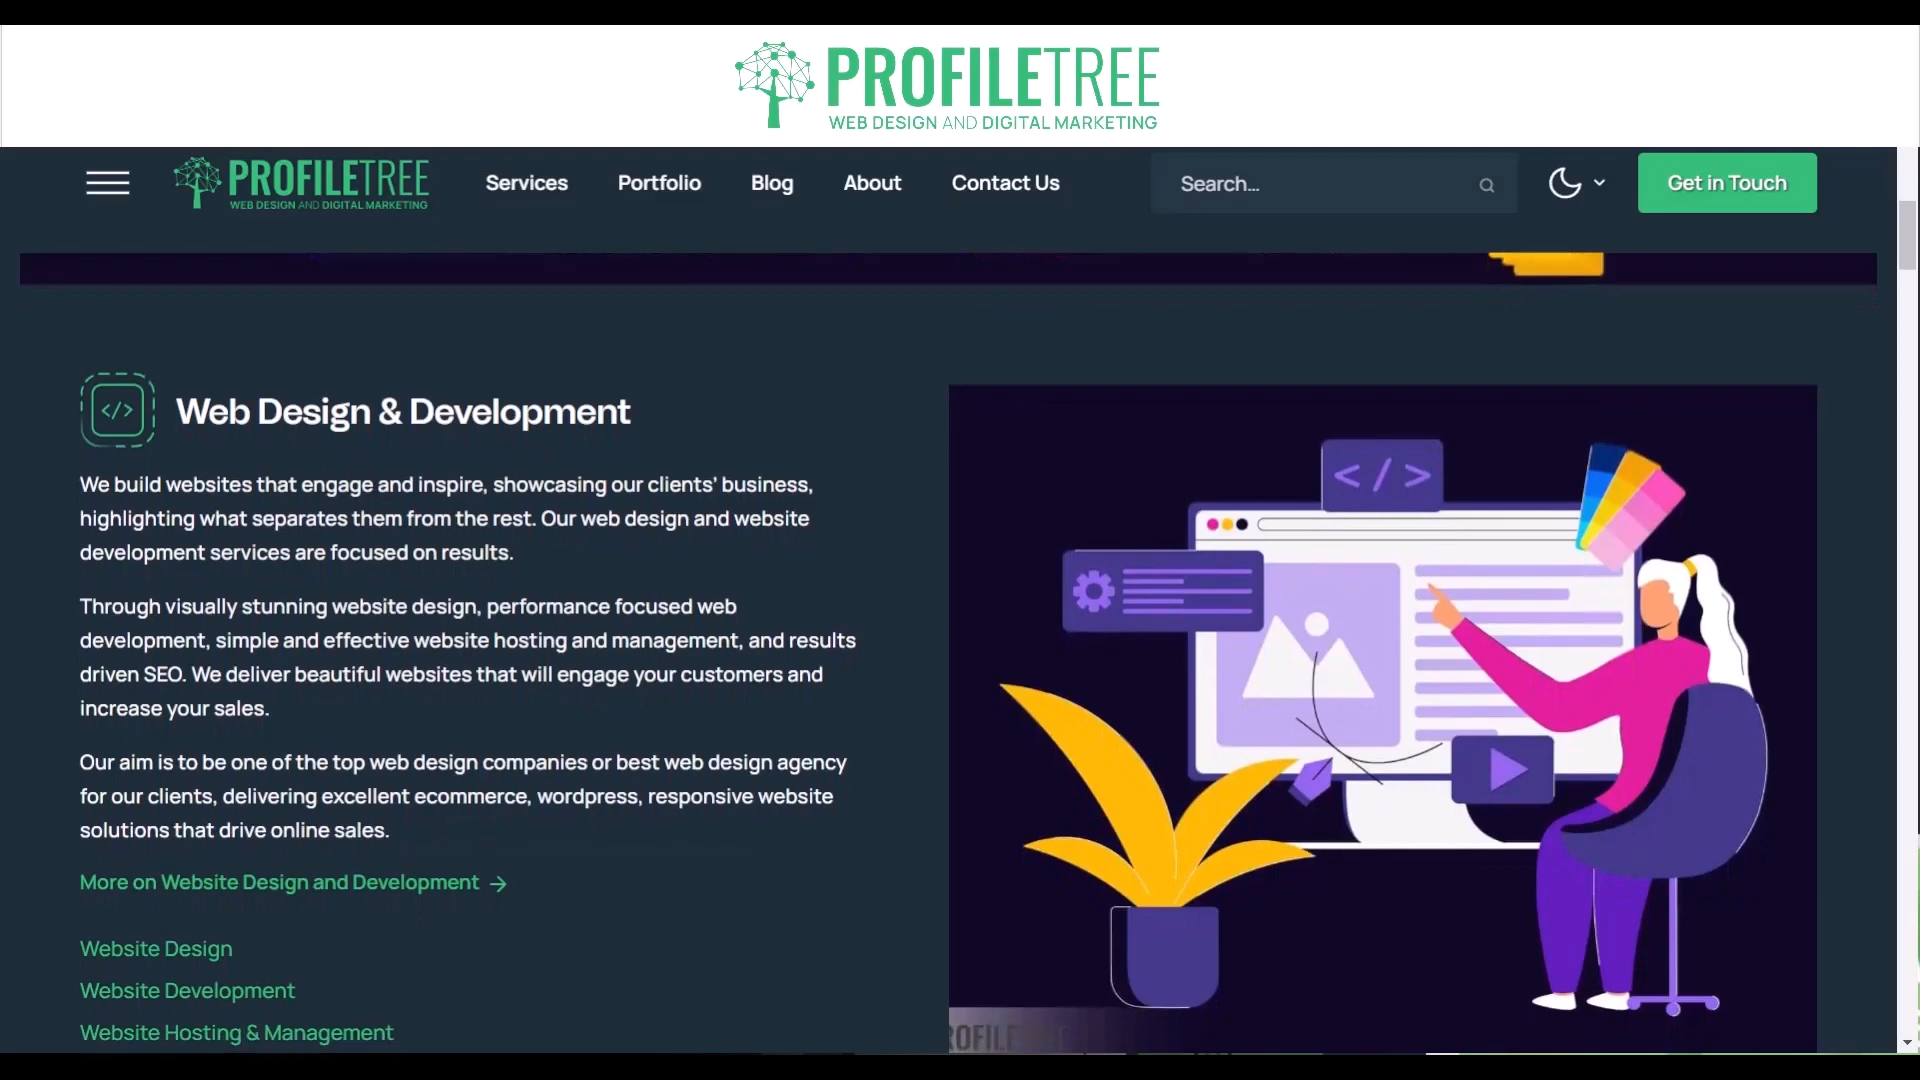 PROFILETREE
WEB DESIGN AND DIGITAL MARKETING
PROFILETREE
WEB DESIGN AND DIGITAL MARKETING
Services
Portfolio
Blog
About
Contact Us
Search...
Get in Touch
</>
Web Design & Development
We build websites that engage and inspire, showcasing our clients’ business,
highlighting what separates them from the rest. Our web design and website
development services are focused on results.
Through visually stunning website design, performance focused web
development, simple and effective website hosting and management, and results
driven SEO. We deliver beautiful websites that will engage your customers and
increase your sales.
Our aim is to be one of the top web design companies or best web design agency
for our clients, delivering excellent ecommerce, wordpress, responsive website
solutions that drive online sales.
More on Website Design and Development
Website Design
Website Development
Website Hosting & Management
</>